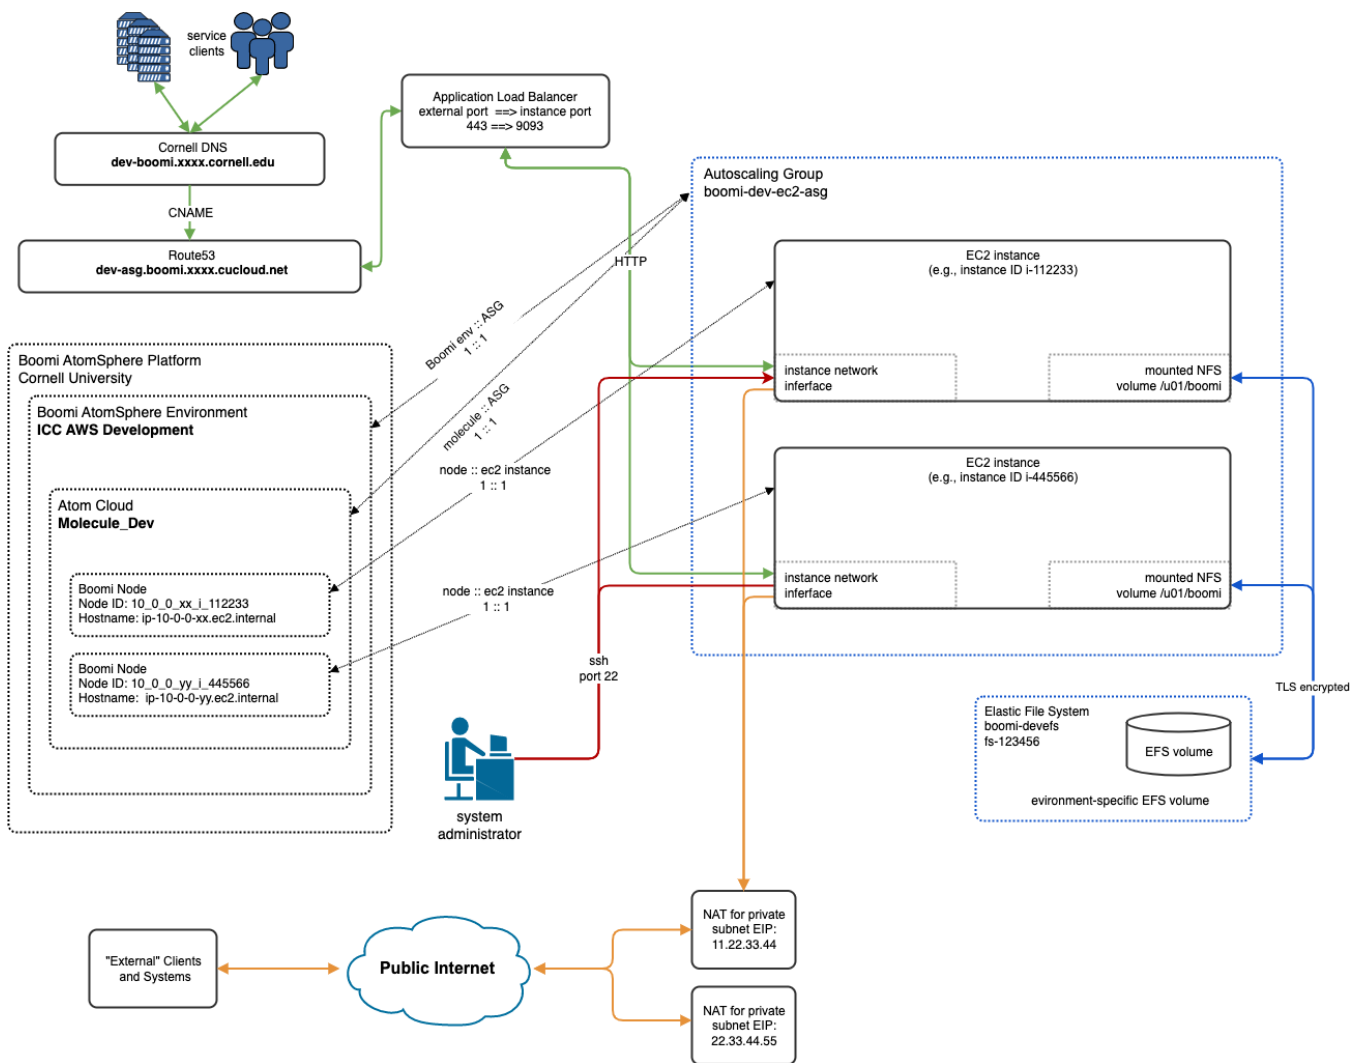 service
clients
Cornell DNS
dev-boomi.xxxx.cornell.edu
CNAME
Route53
dev-asg.boomi.xxxx.cucloud.net
Application Load Balancer
external port ==> instance port
443 ==> 9093
HTTP
Autoscaling Group
boomi-dev-ec2-asg
EC2 instance
(e.g., instance ID i-112233)
instance network
inferface
mounted NFS
volume /u01/boomi
EC2 instance
(e.g., instance ID i-445566)
instance network
inferface
mounted NFS
volume /u01/boomi
Boomi env :: ASG
1 :: 1
molecule :: ASG
1 :: 1
node :: ec2 instance
1 :: 1
node :: ec2 instance
1 :: 1
Boomi AtomSphere Platform
Cornell University
Boomi AtomSphere Environment
ICC AWS Development
Atom Cloud
Molecule_Dev
Boomi Node
Node ID: 10_0_0_xx_i_112233
Hostname: ip-10-0-0-xx.ec2.internal
Boomi Node
Node ID: 10_0_0_yy_i_445566
Hostname: ip-10-0-0-yy.ec2.internal
ssh
port 22
system
administrator
TLS encrypted
Elastic File System
boomi-devefs
fs-123456
EFS volume
evironment-specific EFS volume
NAT for private
subnet EIP:
11.22.33.44
NAT for private
subnet EIP:
22.33.44.55
Public Internet
"External" Clients
and Systems